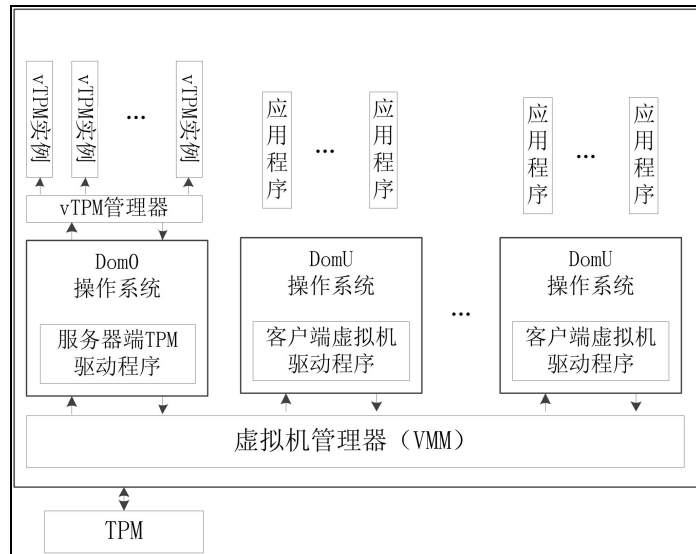 vTPM实例
vTPM实例
...
vTPM实例
应用程序
...
应用程序
应用程序
...
应用程序
vTPM管理器
Dom0
操作系统
服务器端TPM
驱动程序
DomU
操作系统
客户端虚拟机
驱动程序
...
DomU
操作系统
客户端虚拟机
驱动程序
虚拟机管理器（VMM）
TPM